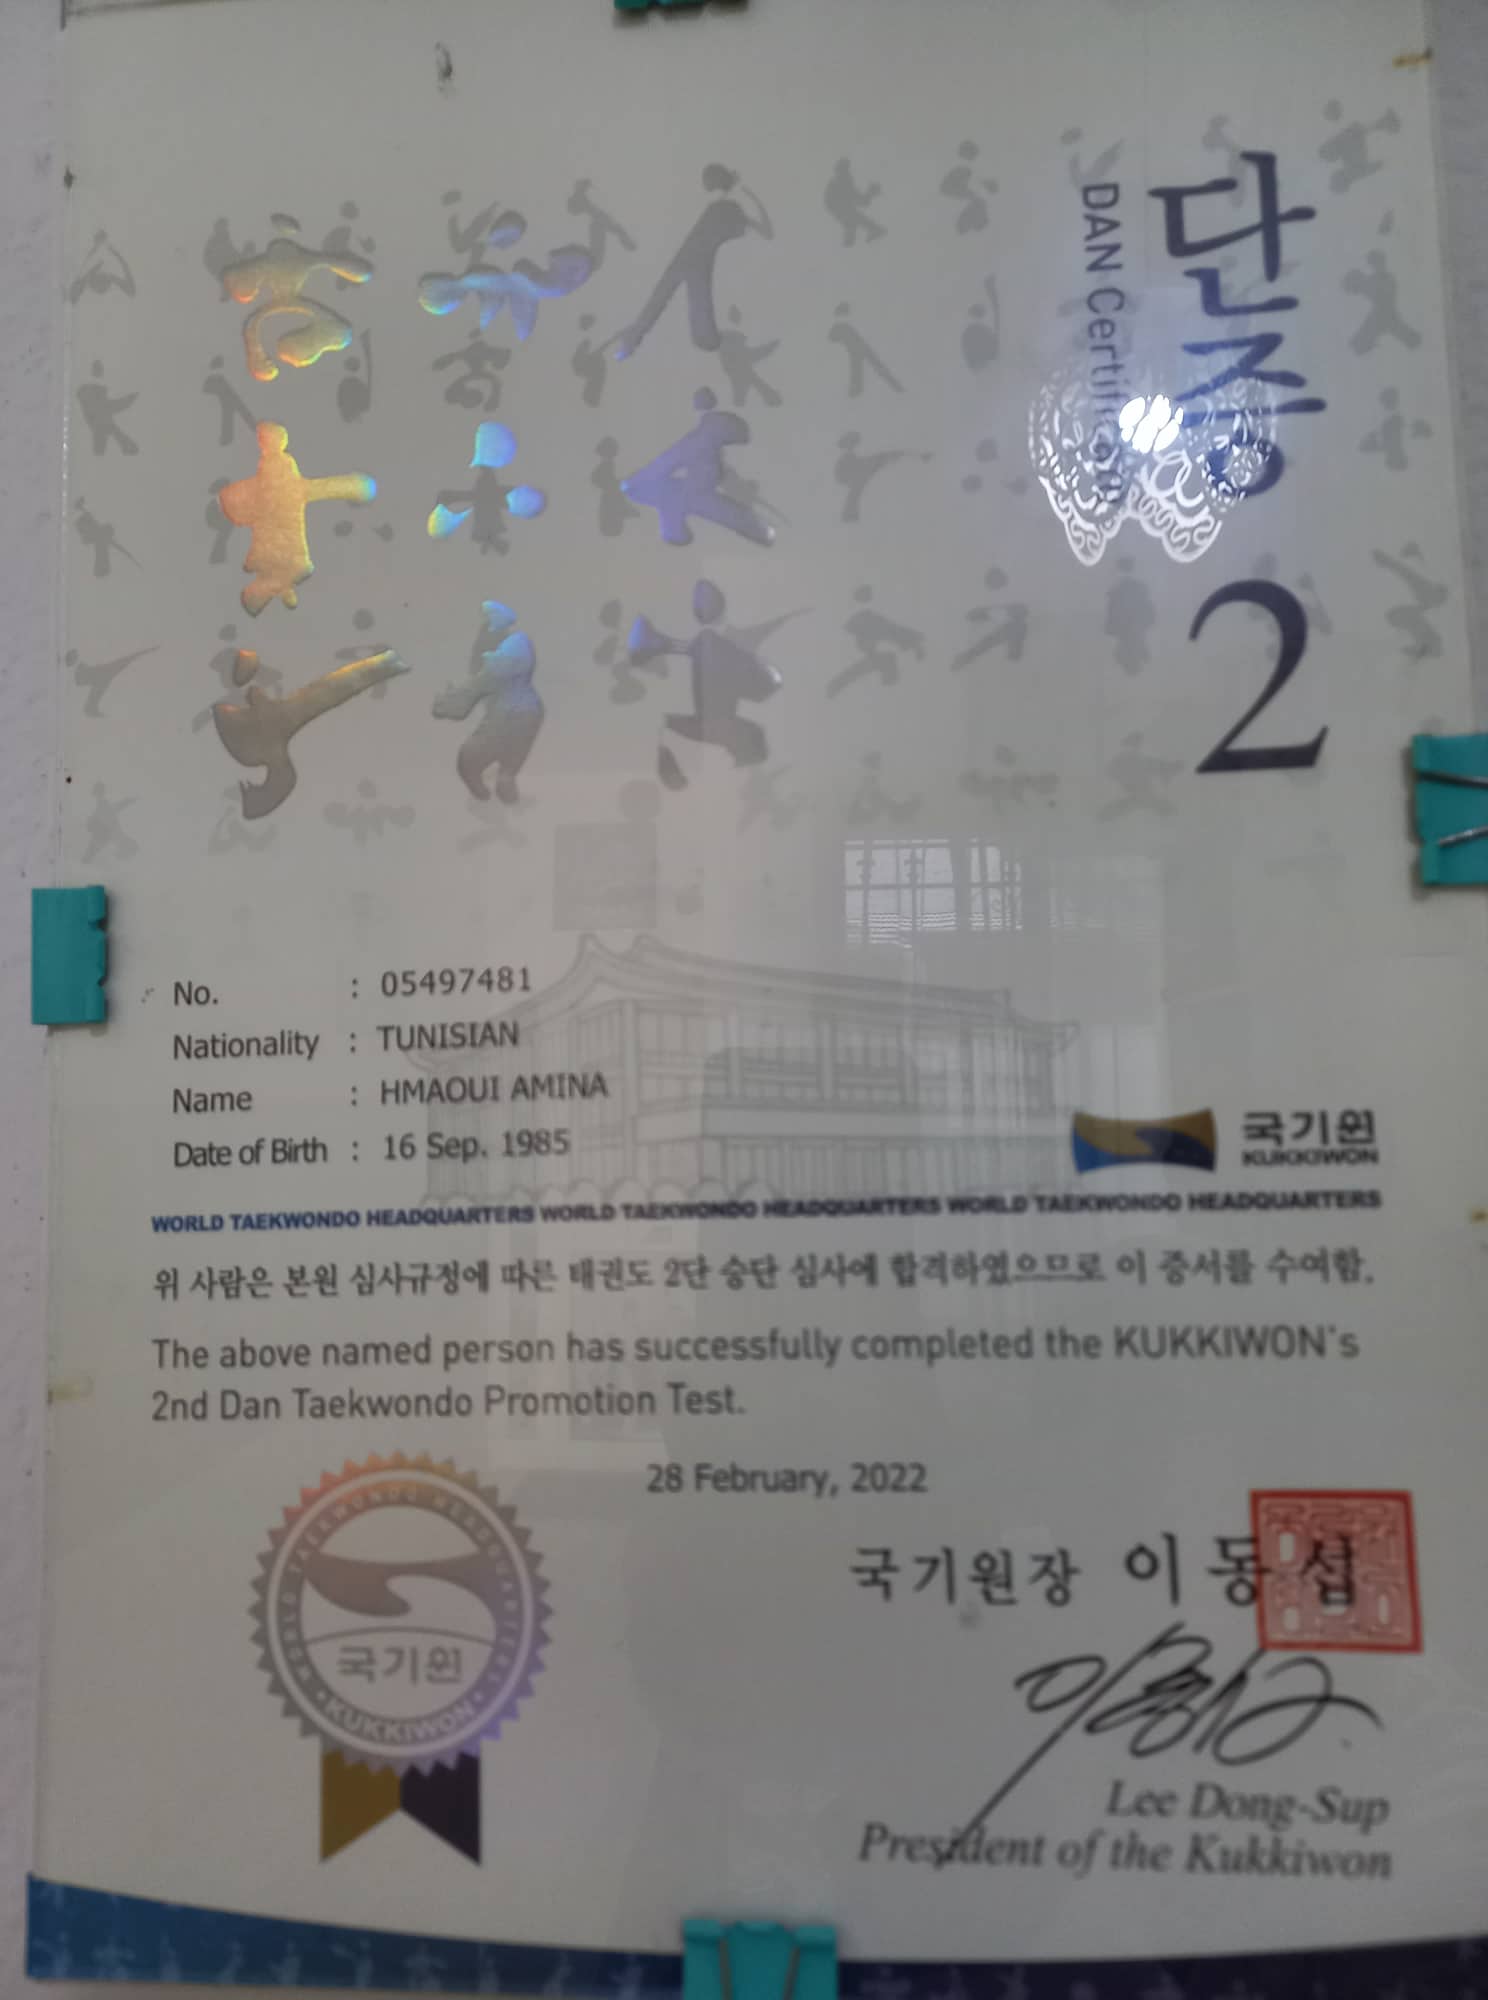 단증
DAN Certificate
2
No. : 05497481
Nationality : TUNISIAN
Name : HMAOUI AMINA
Date of Birth : 16 Sep. 1985
국기원
KUKKIWON
WORLD TAEKWONDO HEADQUARTERS WORLD TAEKWONDO HEADQUARTERS WORLD TAEKWONDO HEADQUARTERS
위 사람은 본원 심사규정에 따른 태권도 2단 승단 심사에 합격하였으므로 이 증서를 수여함.
The above named person has successfully completed the KUKKIWON's
2nd Dan Taekwondo Promotion Test.
28 February, 2022
WORLD TAEKWONDO HEADQUARTERS
국기원
KUKKIWON
국기원장 이동섭
Lee Dong-Sup
President of the Kukkiwon